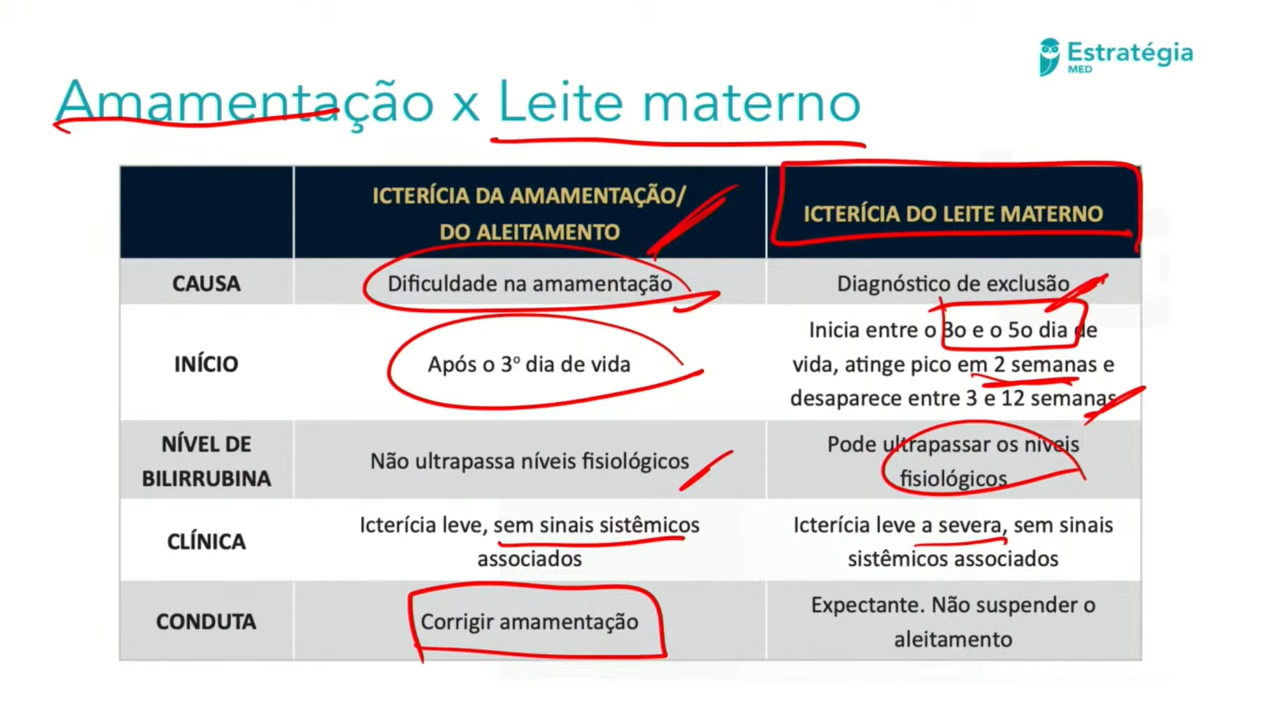 Estratégia
MED
Amamentação x Leite materno
ICTERÍCIA DA AMAMENTAÇÃO/
DO ALEITAMENTO
ICTERÍCIA DO LEITE MATERNO
CAUSA
Dificuldade na amamentação
Diagnóstico de exclusão
INÍCIO
Após o 3º dia de vida
Inicia entre o 3o e o 5o dia de
vida, atinge pico em 2 semanas e
desaparece entre 3 e 12 semanas
NÍVEL DE
BILIRRUBINA
Não ultrapassa níveis fisiológicos
Pode ultrapassar os níveis
fisiológicos
CLÍNICA
Icterícia leve, sem sinais sistêmicos
associados
Icterícia leve a severa, sem sinais
sistêmicos associados
CONDUTA
Corrigir amamentação
Expectante. Não suspender o
aleitamento